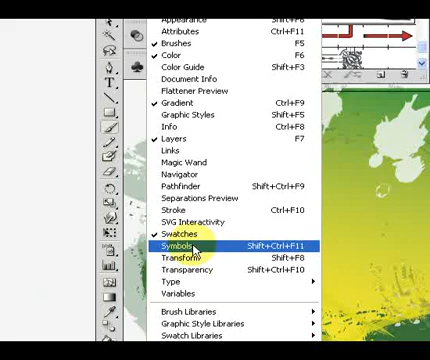 Appearance Shift+F6
Attributes Ctrl+F11
Brushes F5
Color F6
Color Guide Shift+F3
Document Info
Flattener Preview
Gradient Ctrl+F9
Graphic Styles Shift+F5
Info Ctrl+F8
Layers F7
Links
Magic Wand
Navigator
Pathfinder Shift+Ctrl+F9
Separations Preview
Stroke Ctrl+F10
SVG Interactivity
Swatches
Symbols Shift+Ctrl+F11
Transform Shift+F8
Transparency Shift+Ctrl+F10
Type
Variables
Brush Libraries
Graphic Style Libraries
Swatch Libraries